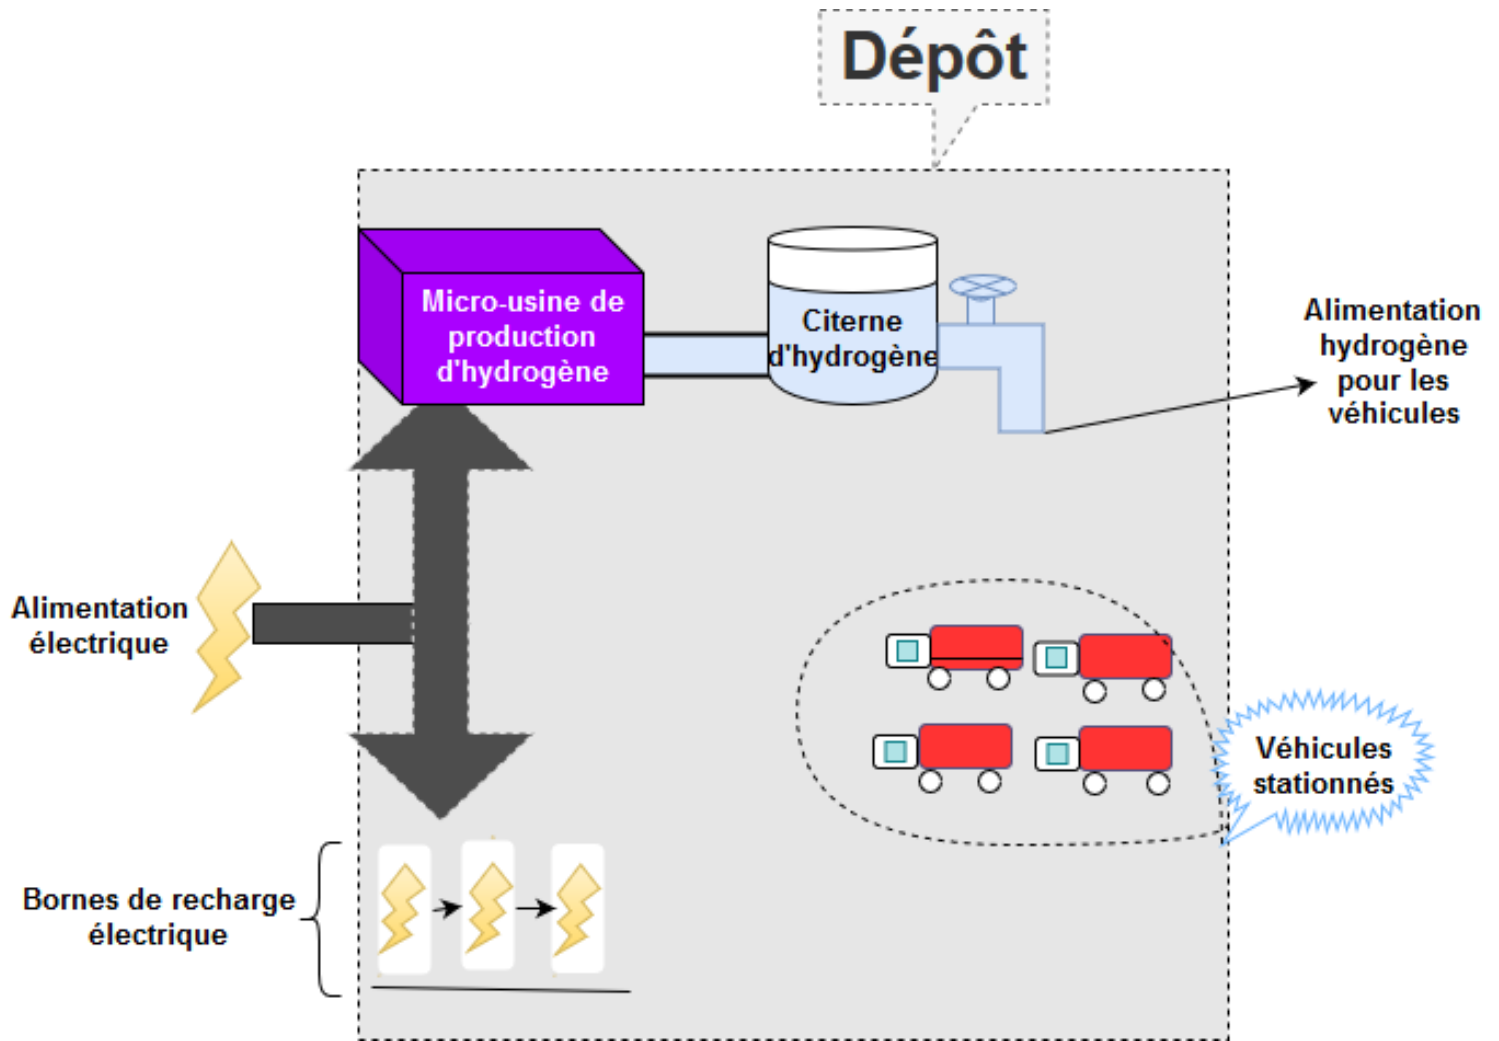 Dépôt
Micro-usine de
production
d'hydrogène
Citerne
d'hydrogène
Alimentation
hydrogène
pour les
véhicules
Alimentation
électrique
Véhicules
stationnés
Bornes de recharge
électrique